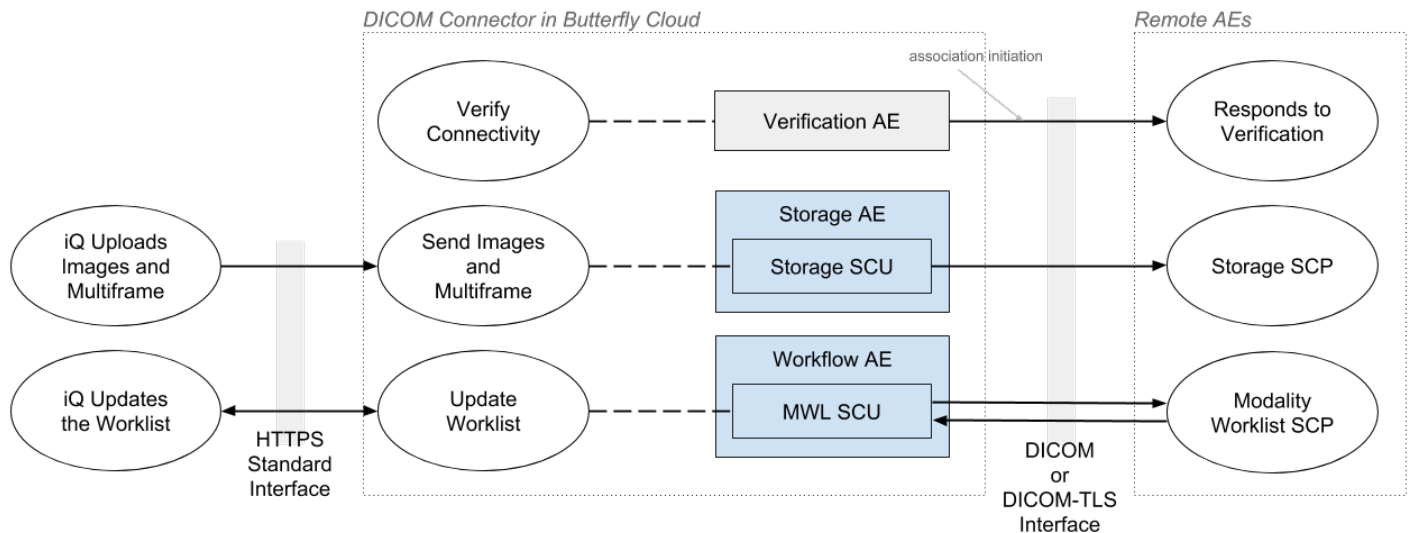 DICOM Connector in Butterfly Cloud
Remote AEs
association initiation
Verify
Connectivity
Verification AE
Responds to
Verification
iQ Uploads
Images and
Multiframe
Send Images
and
Multiframe
Storage AE
Storage SCU
Storage SCP
iQ Updates
the Worklist
Update
Worklist
Workflow AE
MWL SCU
Modality
Worklist SCP
HTTPS
Standard
Interface
DICOM
or
DICOM-TLS
Interface